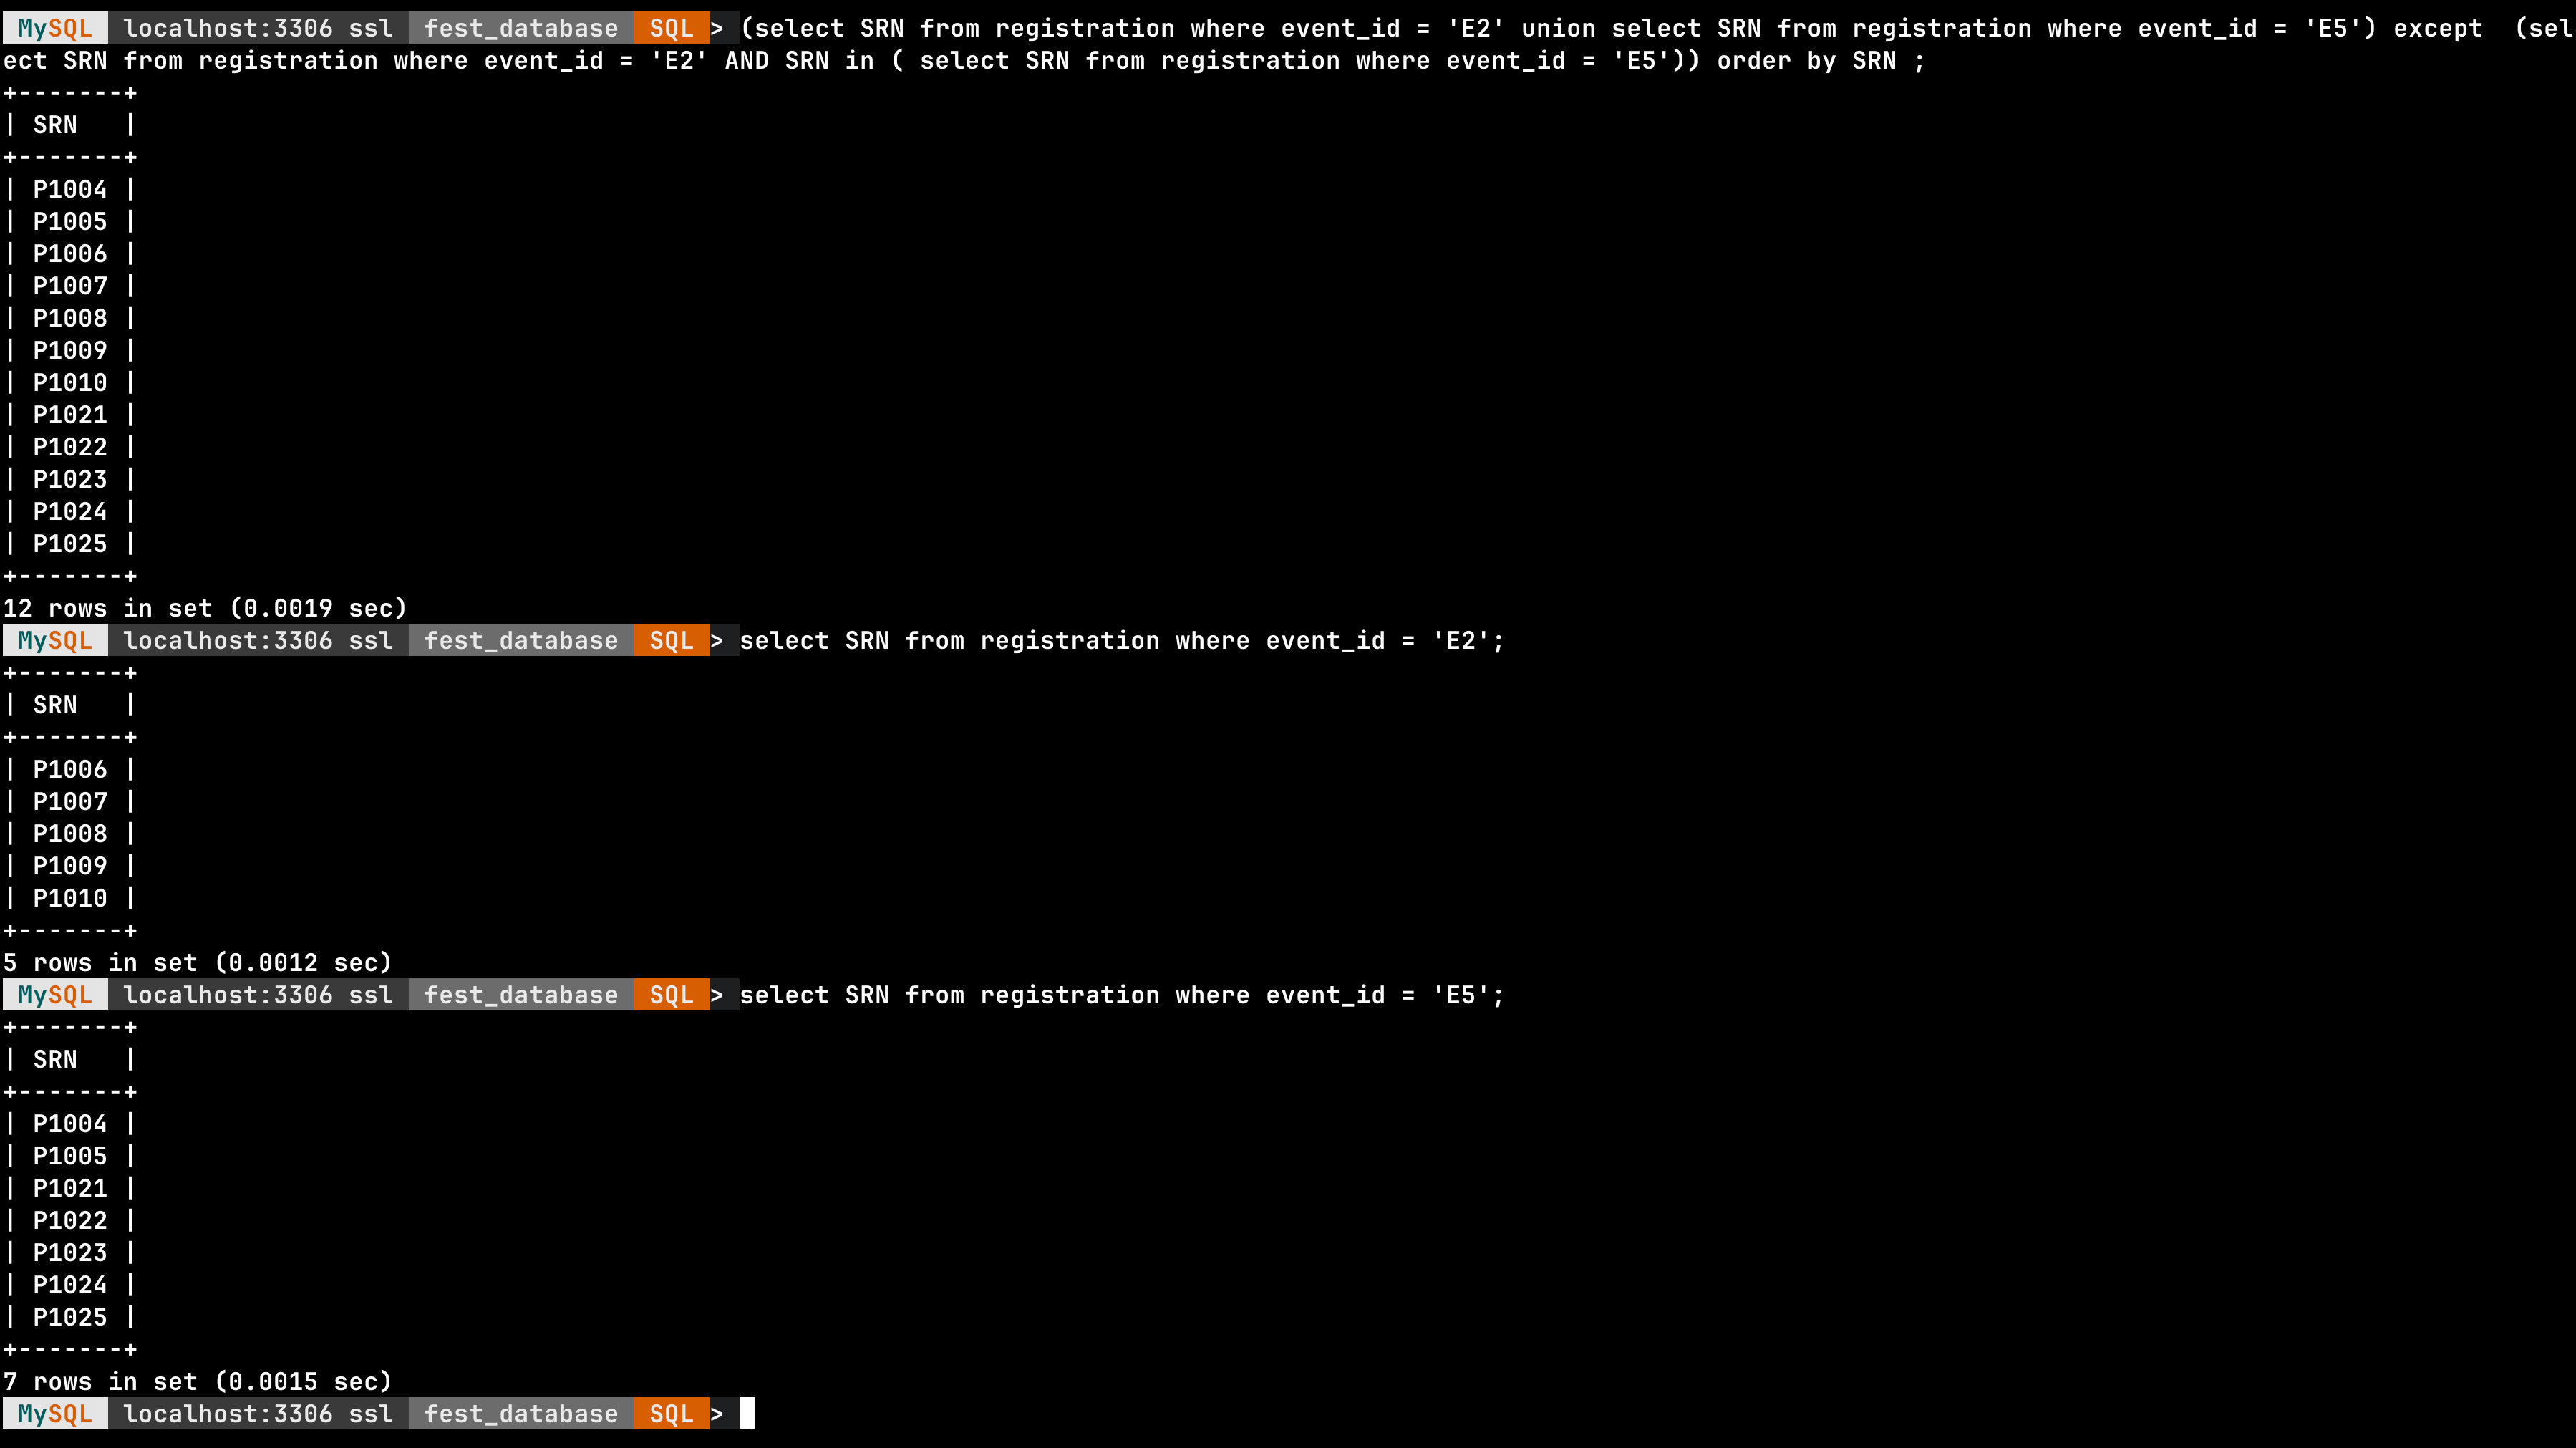 MySQL localhost:3306 ssl fest_database SQL > (select SRN from registration where event_id = 'E2' union select SRN from registration where event_id = 'E5') except  (sel
ect SRN from registration where event_id = 'E2' AND SRN in ( select SRN from registration where event_id = 'E5')) order by SRN ;
+-------+
| SRN   |
+-------+
| P1004 |
| P1005 |
| P1006 |
| P1007 |
| P1008 |
| P1009 |
| P1010 |
| P1021 |
| P1022 |
| P1023 |
| P1024 |
| P1025 |
+-------+
12 rows in set (0.0019 sec)
MySQL localhost:3306 ssl fest_database SQL > select SRN from registration where event_id = 'E2';
+-------+
| SRN   |
+-------+
| P1006 |
| P1007 |
| P1008 |
| P1009 |
| P1010 |
+-------+
5 rows in set (0.0012 sec)
MySQL localhost:3306 ssl fest_database SQL > select SRN from registration where event_id = 'E5';
+-------+
| SRN   |
+-------+
| P1004 |
| P1005 |
| P1021 |
| P1022 |
| P1023 |
| P1024 |
| P1025 |
+-------+
7 rows in set (0.0015 sec)
MySQL localhost:3306 ssl fest_database SQL >